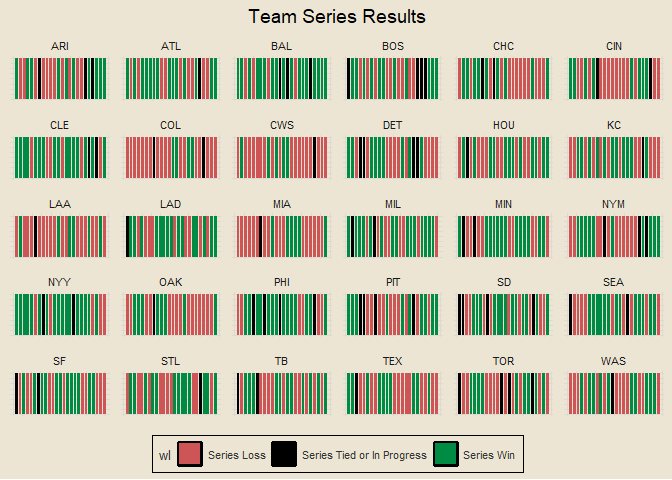 Team Series Results
ARI ATL BAL BOS CHC CIN
CLE COL CWS DET HOU KC
LAA LAD MIA MIL MIN NYM
NYY OAK PHI PIT SD SEA
SF STL TB TEX TOR WAS
wl Series Loss Series Tied or In Progress Series Win